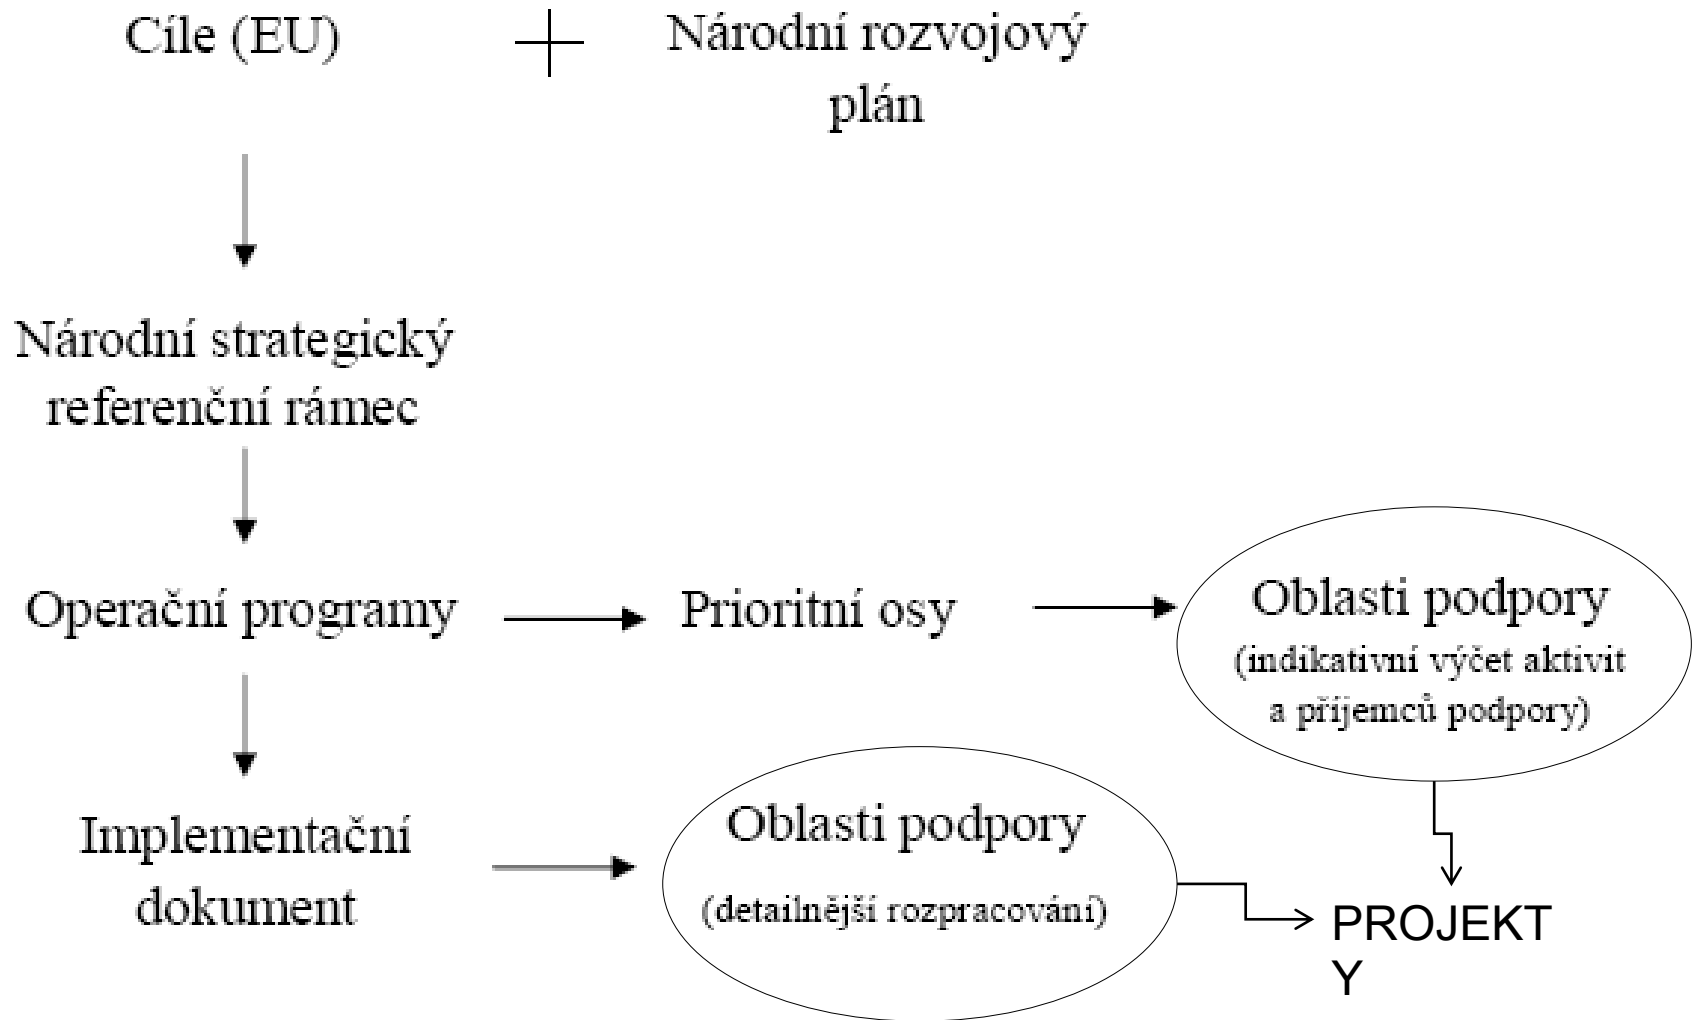 Cíle (EU)
Národní rozvojový
plán
Národní strategický
referenční rámec
Operační programy
Prioritní osy
Oblasti podpory
(indikativní výčet aktivit
a příjemců podpory)
Implementační
dokument
Oblasti podpory
(detailnější rozpracování)
PROJEKT
Y